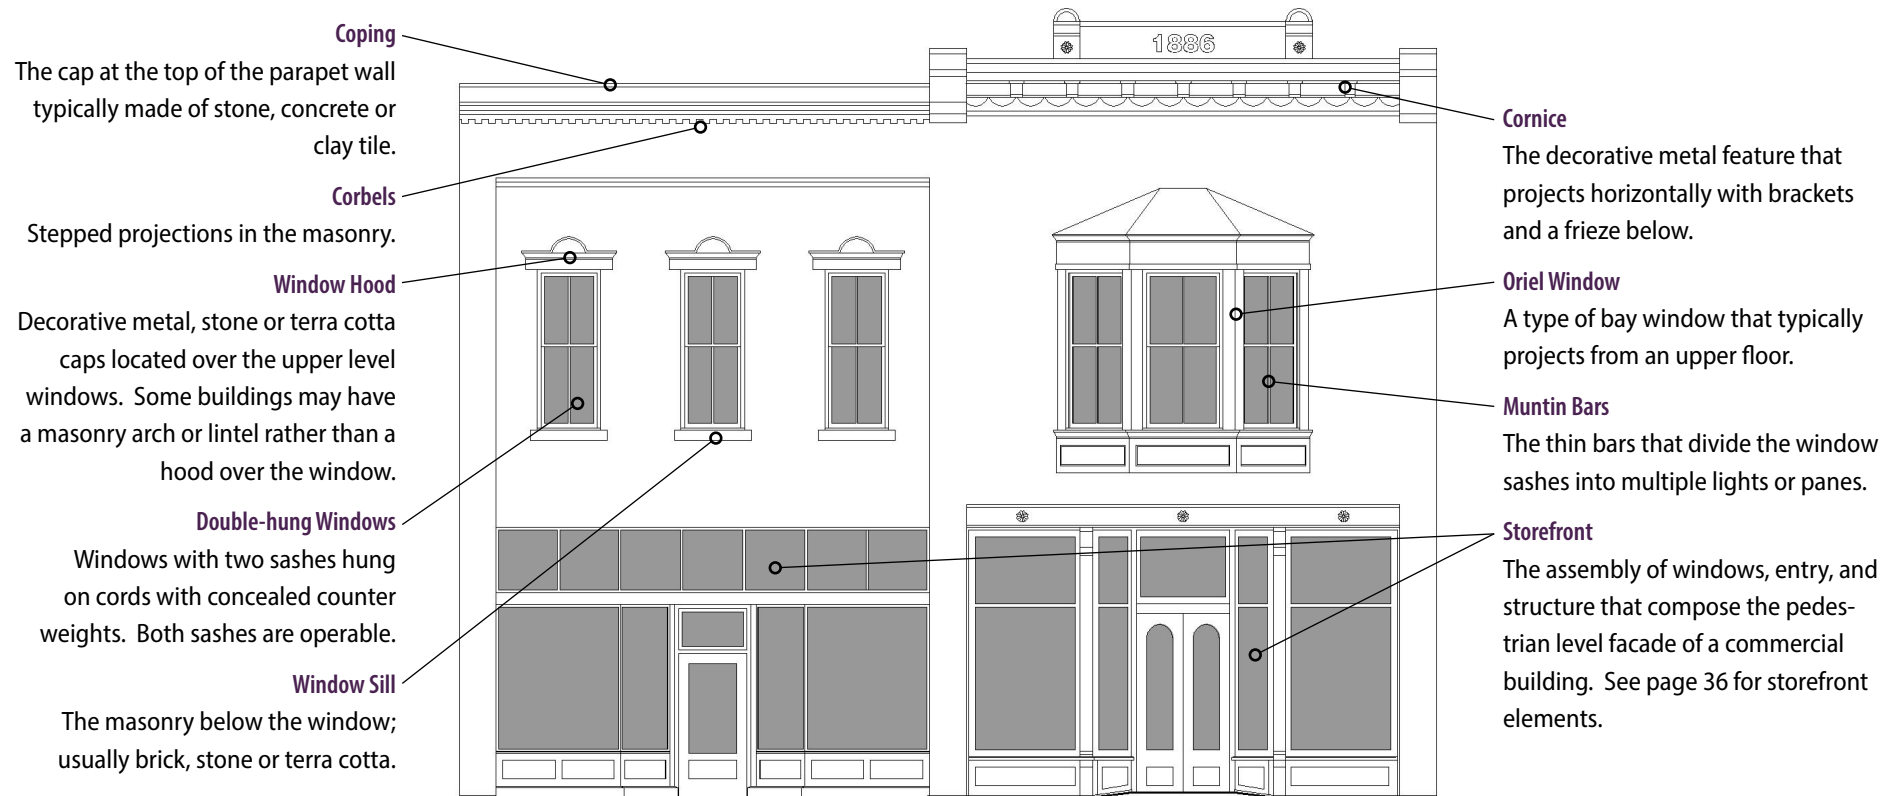 Coping
The cap at the top of the parapet wall
typically made of stone, concrete or
clay tile.
Corbels
Stepped projections in the masonry.
Window Hood
Decorative metal, stone or terra cotta
caps located over the upper level
windows.  Some buildings may have
a masonry arch or lintel rather than a
hood over the window.
Double-hung Windows
Windows with two sashes hung
on cords with concealed counter
weights.  Both sashes are operable.
Window Sill
The masonry below the window;
usually brick, stone or terra cotta.
1886
Cornice
The decorative metal feature that
projects horizontally with brackets
and a frieze below.
Oriel Window
A type of bay window that typically
projects from an upper floor.
Muntin Bars
The thin bars that divide the window
sashes into multiple lights or panes.
Storefront
The assembly of windows, entry, and
structure that compose the pedes-
trian level facade of a commercial
building.  See page 36 for storefront
elements.